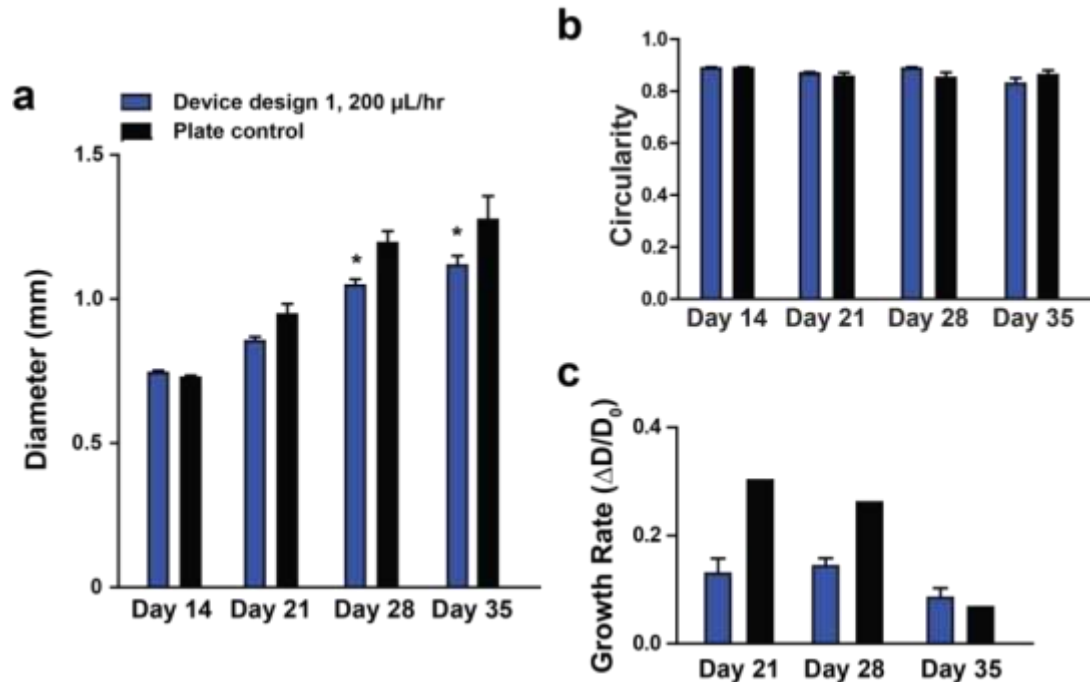 a
Device design 1, 200 µL/hr
Plate control
Diameter (mm)
1.5
1.0
0.5
0
*
*
Day 14 Day 21 Day 28 Day 35
b
Circularity
1.0
0.8
0.6
0.4
0.2
0.0
Day 14 Day 21 Day 28 Day 35
c
Growth Rate (ΔD/D₀)
0.4
0.2
0.0
Day 21 Day 28 Day 35